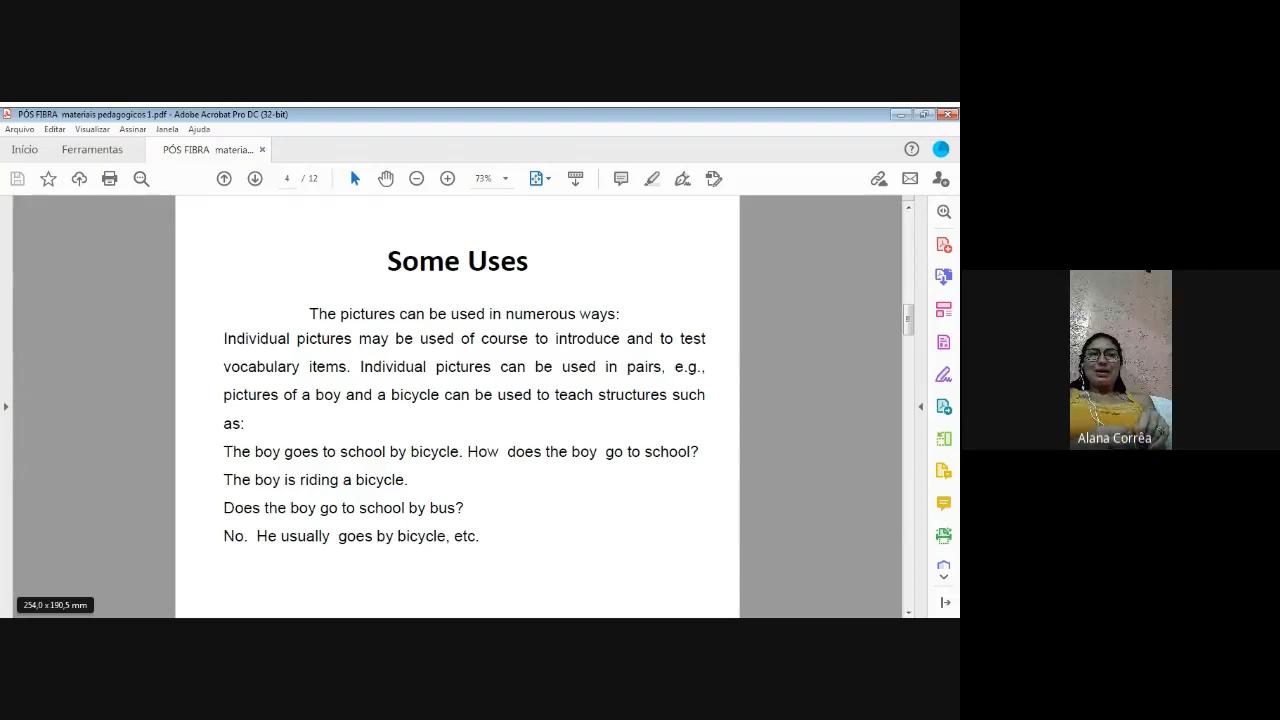 PÓS FIBRA materiais pedagogicos 1.pdf - Adobe Acrobat Pro DC (32-bit)
Arquivo Editar Visualizar Assinar Janela Ajuda
Início Ferramentas PÓS FIBRA materia...
4 / 12 73%
Some Uses
The pictures can be used in numerous ways:
Individual pictures may be used of course to introduce and to test
vocabulary items. Individual pictures can be used in pairs, e.g.,
pictures of a boy and a bicycle can be used to teach structures such
as:
The boy goes to school by bicycle. How does the boy go to school?
The boy is riding a bicycle.
Does the boy go to school by bus?
No. He usually goes by bicycle, etc.
254,0 x 190,5 mm
Alana Corrêa